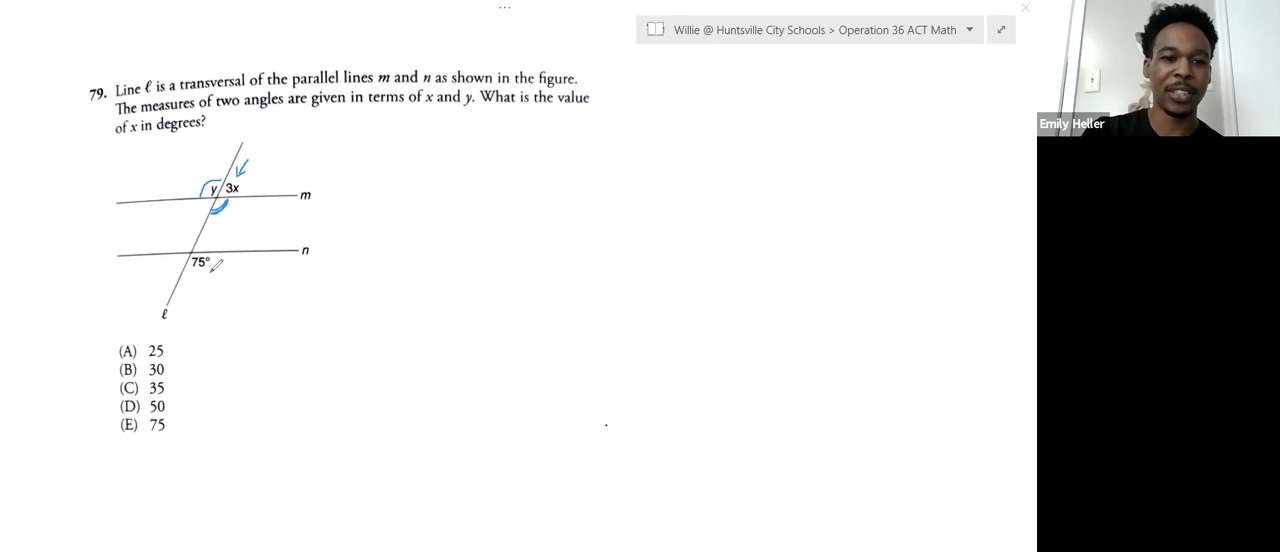 Willie @ Huntsville City Schools > Operation 36 ACT Math
Emily Heller
79. Line ℓ is a transversal of the parallel lines m and n as shown in the figure.
The measures of two angles are given in terms of x and y. What is the value
of x in degrees?
y 3x
m
n
75°
ℓ
(A) 25
(B) 30
(C) 35
(D) 50
(E) 75